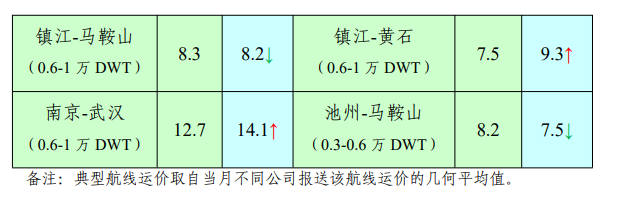 镇江-马鞍山
(0.6-1 万 DWT)
8.3
8.2↓
镇江-黄石
(0.6-1 万 DWT)
7.5
9.3↑
南京-武汉
(0.6-1 万 DWT)
12.7
14.1↑
池州-马鞍山
(0.3-0.6 万 DWT)
8.2
7.5↓
备注：典型航线运价取自当月不同公司报送该航线运价的几何平均值。